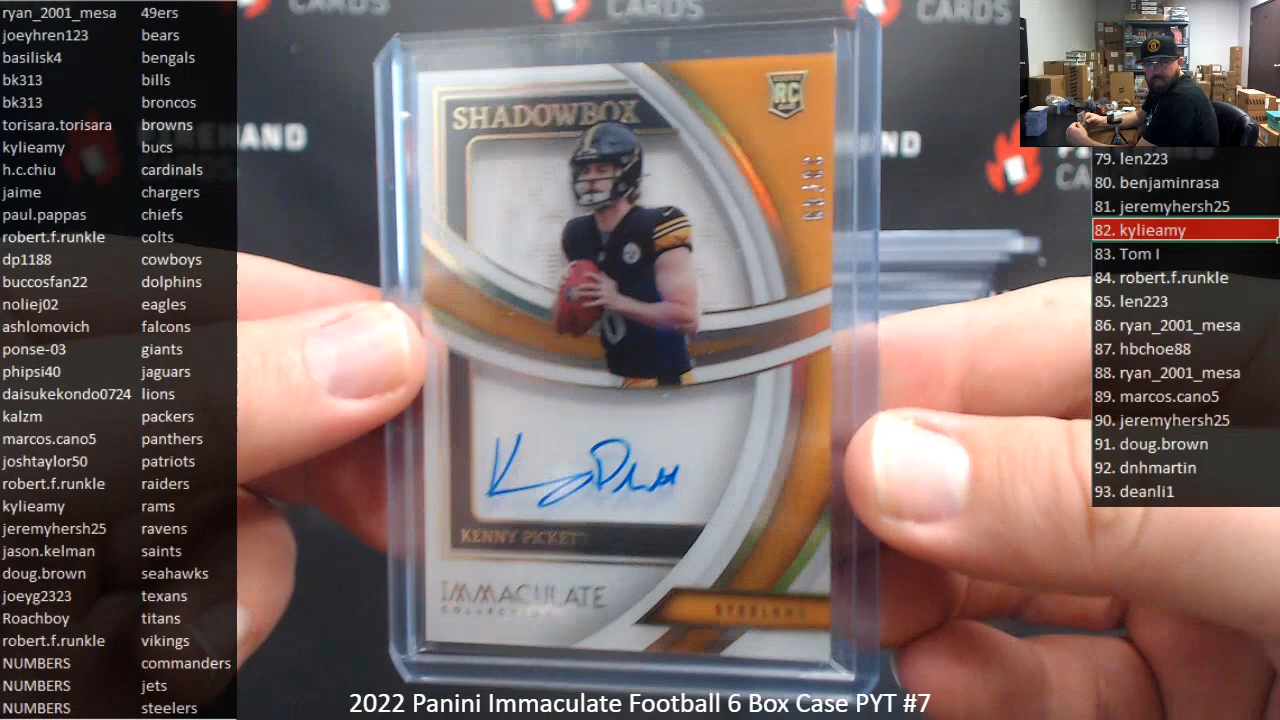 ryan_2001_mesa 49ers
joeyhren123 bears
basilisk4 bengals
bk313 bills
bk313 broncos
torisara.torisara browns
kylieamy bucs
h.c.chiu cardinals
jaime chargers
paul.pappas chiefs
robert.f.runkle colts
dp1188 cowboys
buccosfan22 dolphins
noliej02 eagles
ashlomovich falcons
ponse-03 giants
phipsi40 jaguars
daisukekondo0724 lions
kalzm packers
marcos.cano5 panthers
joshtaylor50 patriots
robert.f.runkle raiders
kylieamy rams
jeremyhersh25 ravens
jason.kelman saints
doug.brown seahawks
joeyg2323 texans
Roachboy titans
robert.f.runkle vikings
NUMBERS commanders
NUMBERS jets
NUMBERS steelers
CARDS
CARDS
CARDS
SHADOWBOX
RC
KENNY PICKETT
IMMACULATE
COLLECTION
STEELERS
79. len223
80. benjaminrasa
81. jeremyhersh25
82. kylieamy
83. Tom I
84. robert.f.runkle
85. len223
86. ryan_2001_mesa
87. hbchoe88
88. ryan_2001_mesa
89. marcos.cano5
90. jeremyhersh25
91. doug.brown
92. dnhmartin
93. deanli1
2022 Panini Immaculate Football 6 Box Case PYT #7